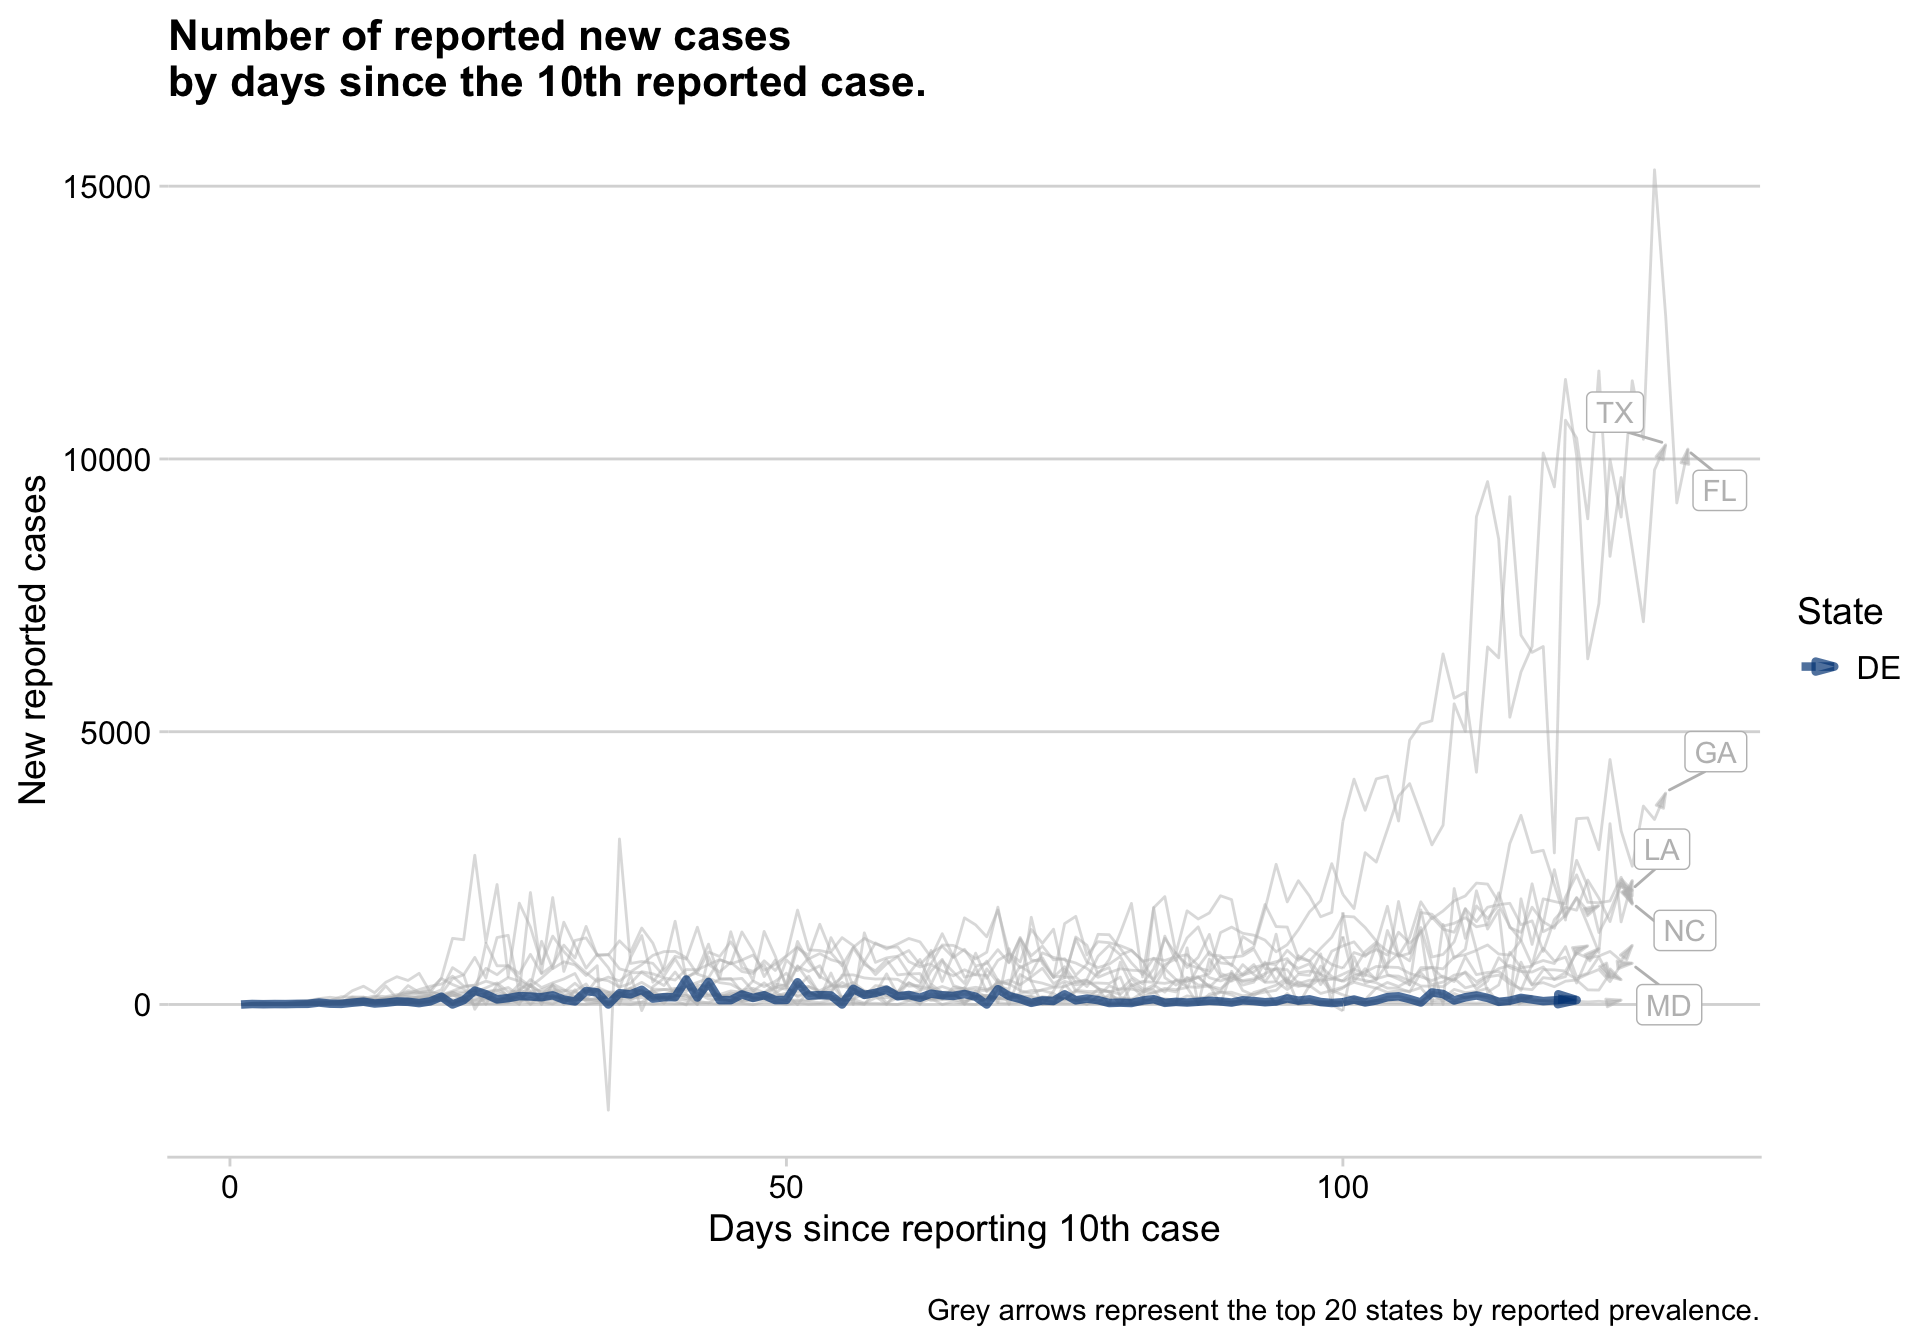 Number of reported new cases
by days since the 10th reported case.
15000
10000
5000
0
New reported cases
TX
FL
GA
LA
NC
MD
State
DE
0
50
100
Days since reporting 10th case
Grey arrows represent the top 20 states by reported prevalence.